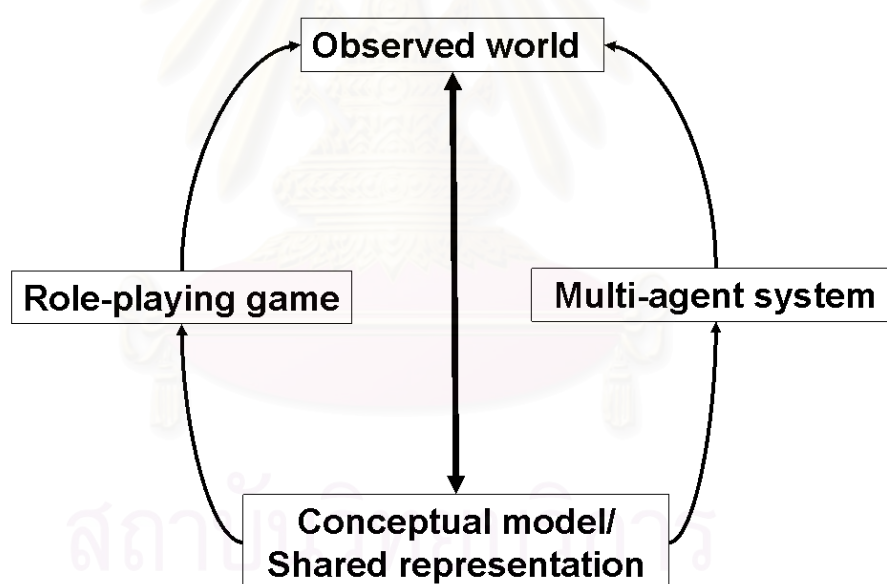 Observed world
Role-playing game
Multi-agent system
Conceptual model/
Shared representation